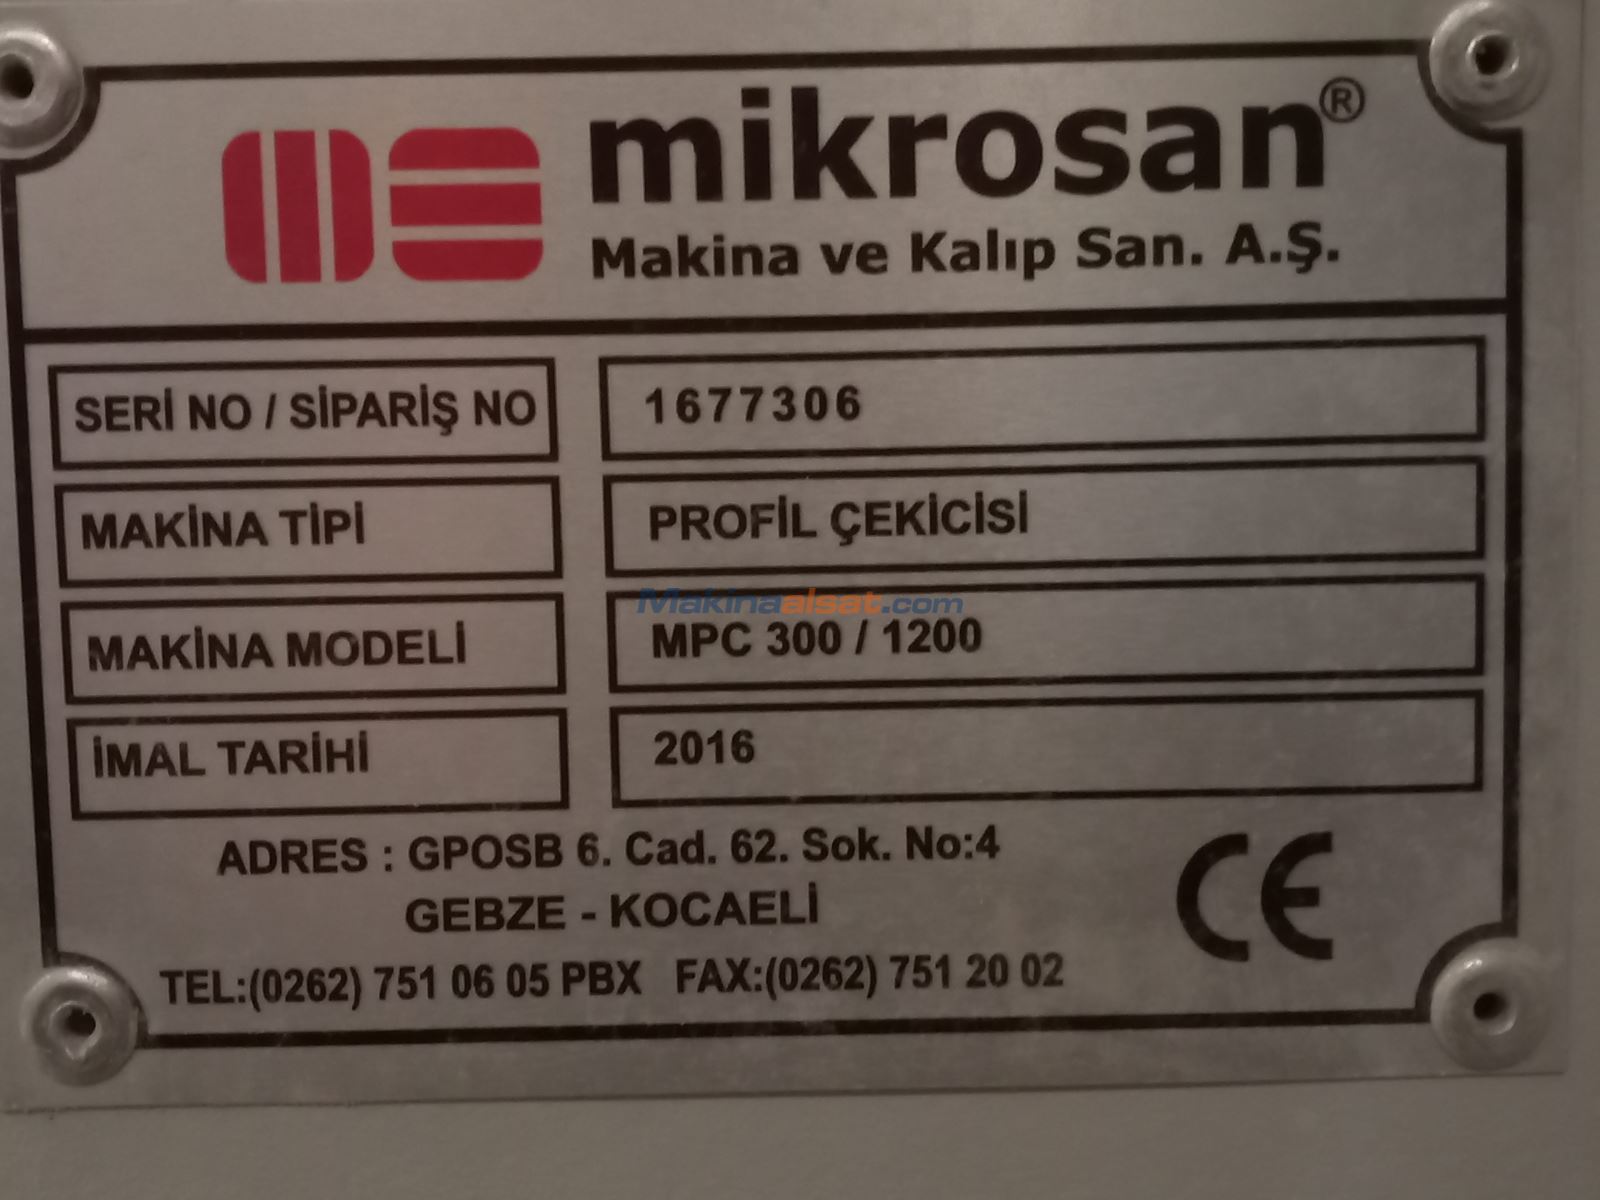 mikrosan®
Makina ve Kalıp San. A.Ş.
SERİ NO / SİPARİŞ NO 1677306
MAKİNA TİPİ PROFİL ÇEKİCİSİ
Makinaalsat.com
MAKİNA MODELİ MPC 300 / 1200
İMAL TARİHİ 2016
ADRES : GPOSB 6. Cad. 62. Sok. No:4
GEBZE - KOCAELİ
CE
TEL:(0262) 751 06 05 PBX FAX:(0262) 751 20 02